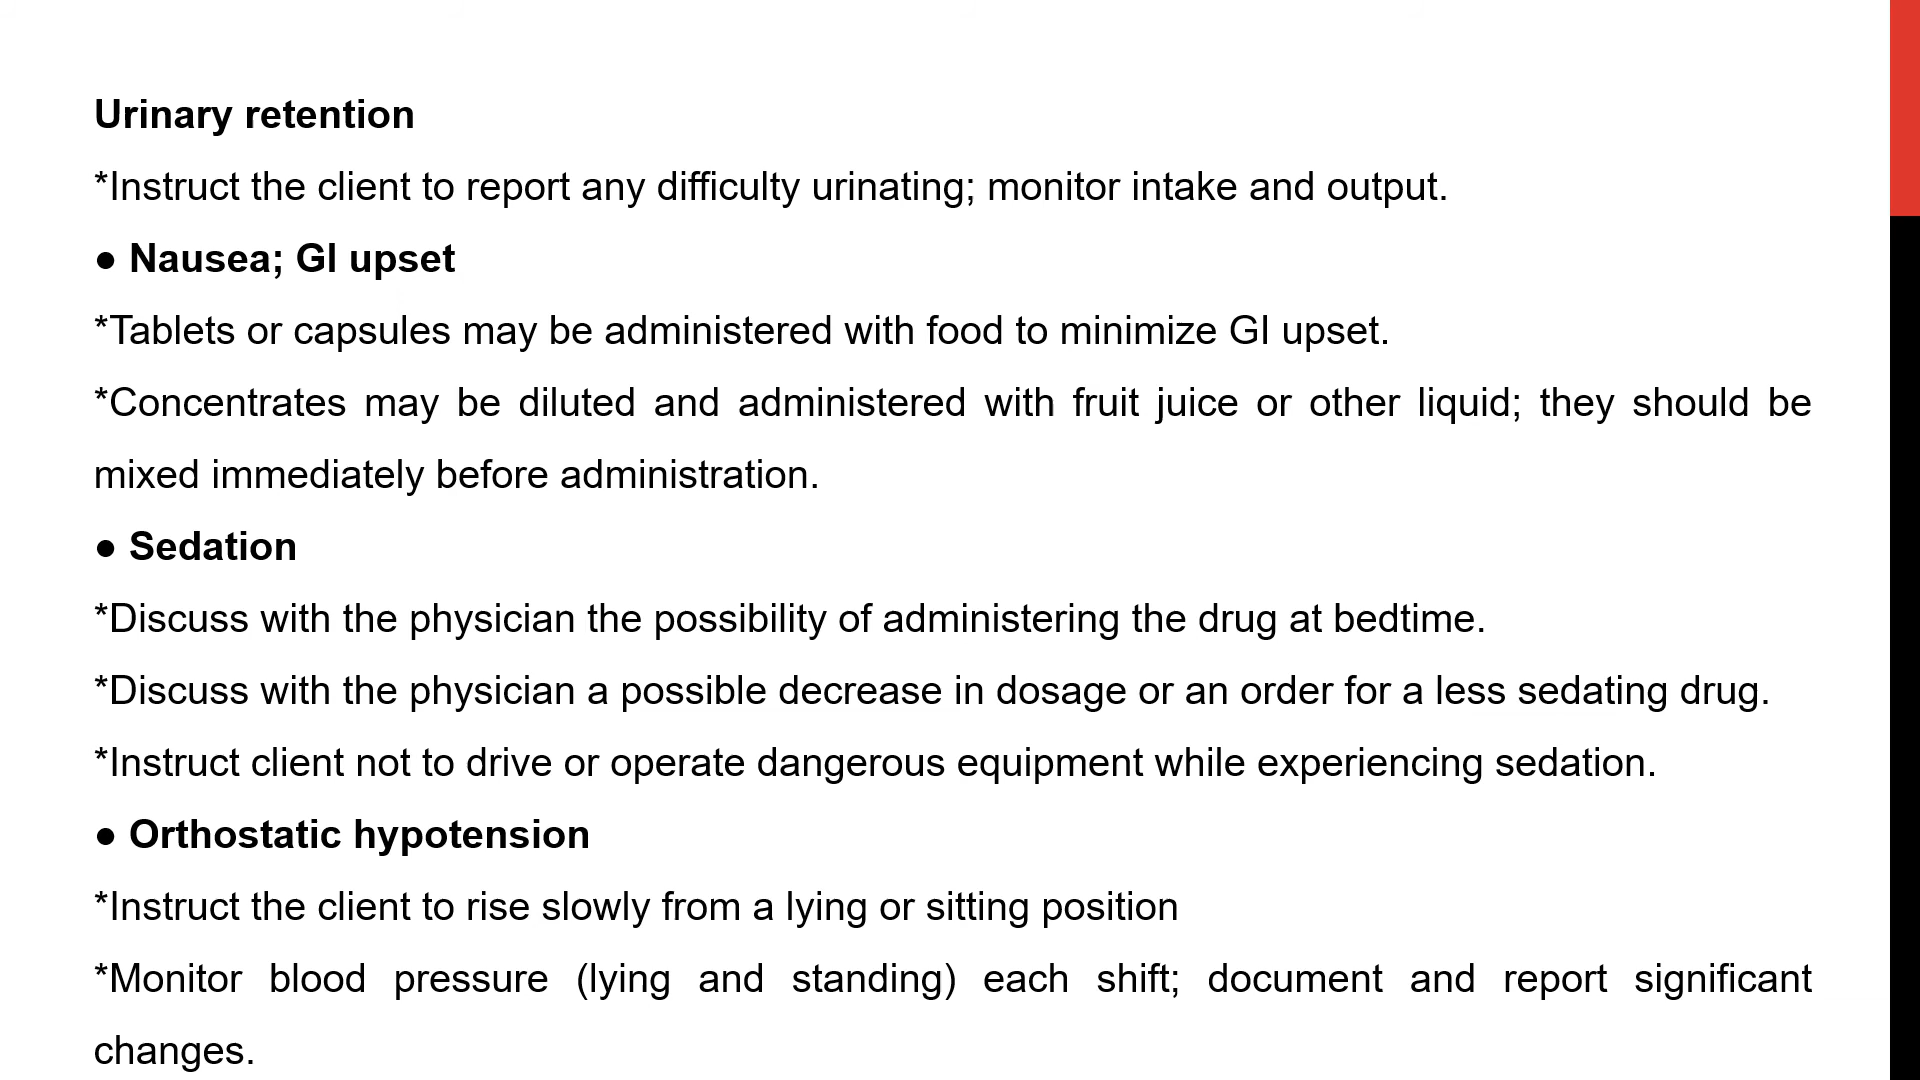 Urinary retention
*Instruct the client to report any difficulty urinating; monitor intake and output.
● Nausea; GI upset
*Tablets or capsules may be administered with food to minimize GI upset.
*Concentrates may be diluted and administered with fruit juice or other liquid; they should be
mixed immediately before administration.
● Sedation
*Discuss with the physician the possibility of administering the drug at bedtime.
*Discuss with the physician a possible decrease in dosage or an order for a less sedating drug.
*Instruct client not to drive or operate dangerous equipment while experiencing sedation.
● Orthostatic hypotension
*Instruct the client to rise slowly from a lying or sitting position
*Monitor blood pressure (lying and standing) each shift; document and report significant
changes.